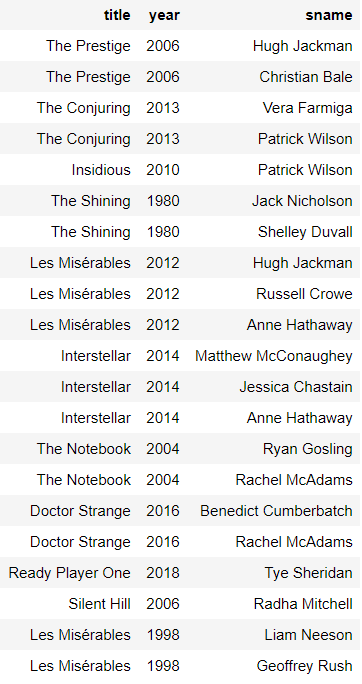 title year sname
The Prestige 2006 Hugh Jackman
The Prestige 2006 Christian Bale
The Conjuring 2013 Vera Farmiga
The Conjuring 2013 Patrick Wilson
Insidious 2010 Patrick Wilson
The Shining 1980 Jack Nicholson
The Shining 1980 Shelley Duvall
Les Misérables 2012 Hugh Jackman
Les Misérables 2012 Russell Crowe
Les Misérables 2012 Anne Hathaway
Interstellar 2014 Matthew McConaughey
Interstellar 2014 Jessica Chastain
Interstellar 2014 Anne Hathaway
The Notebook 2004 Ryan Gosling
The Notebook 2004 Rachel McAdams
Doctor Strange 2016 Benedict Cumberbatch
Doctor Strange 2016 Rachel McAdams
Ready Player One 2018 Tye Sheridan
Silent Hill 2006 Radha Mitchell
Les Misérables 1998 Liam Neeson
Les Misérables 1998 Geoffrey Rush